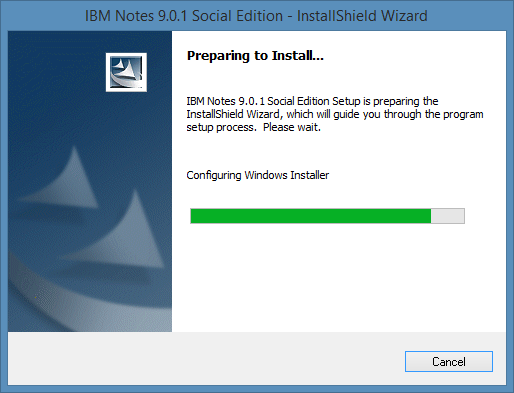 IBM Notes 9.0.1 Social Edition - InstallShield Wizard
Preparing to Install...
IBM Notes 9.0.1 Social Edition Setup is preparing the
InstallShield Wizard, which will guide you through the program
setup process.  Please wait.
Configuring Windows Installer
Cancel